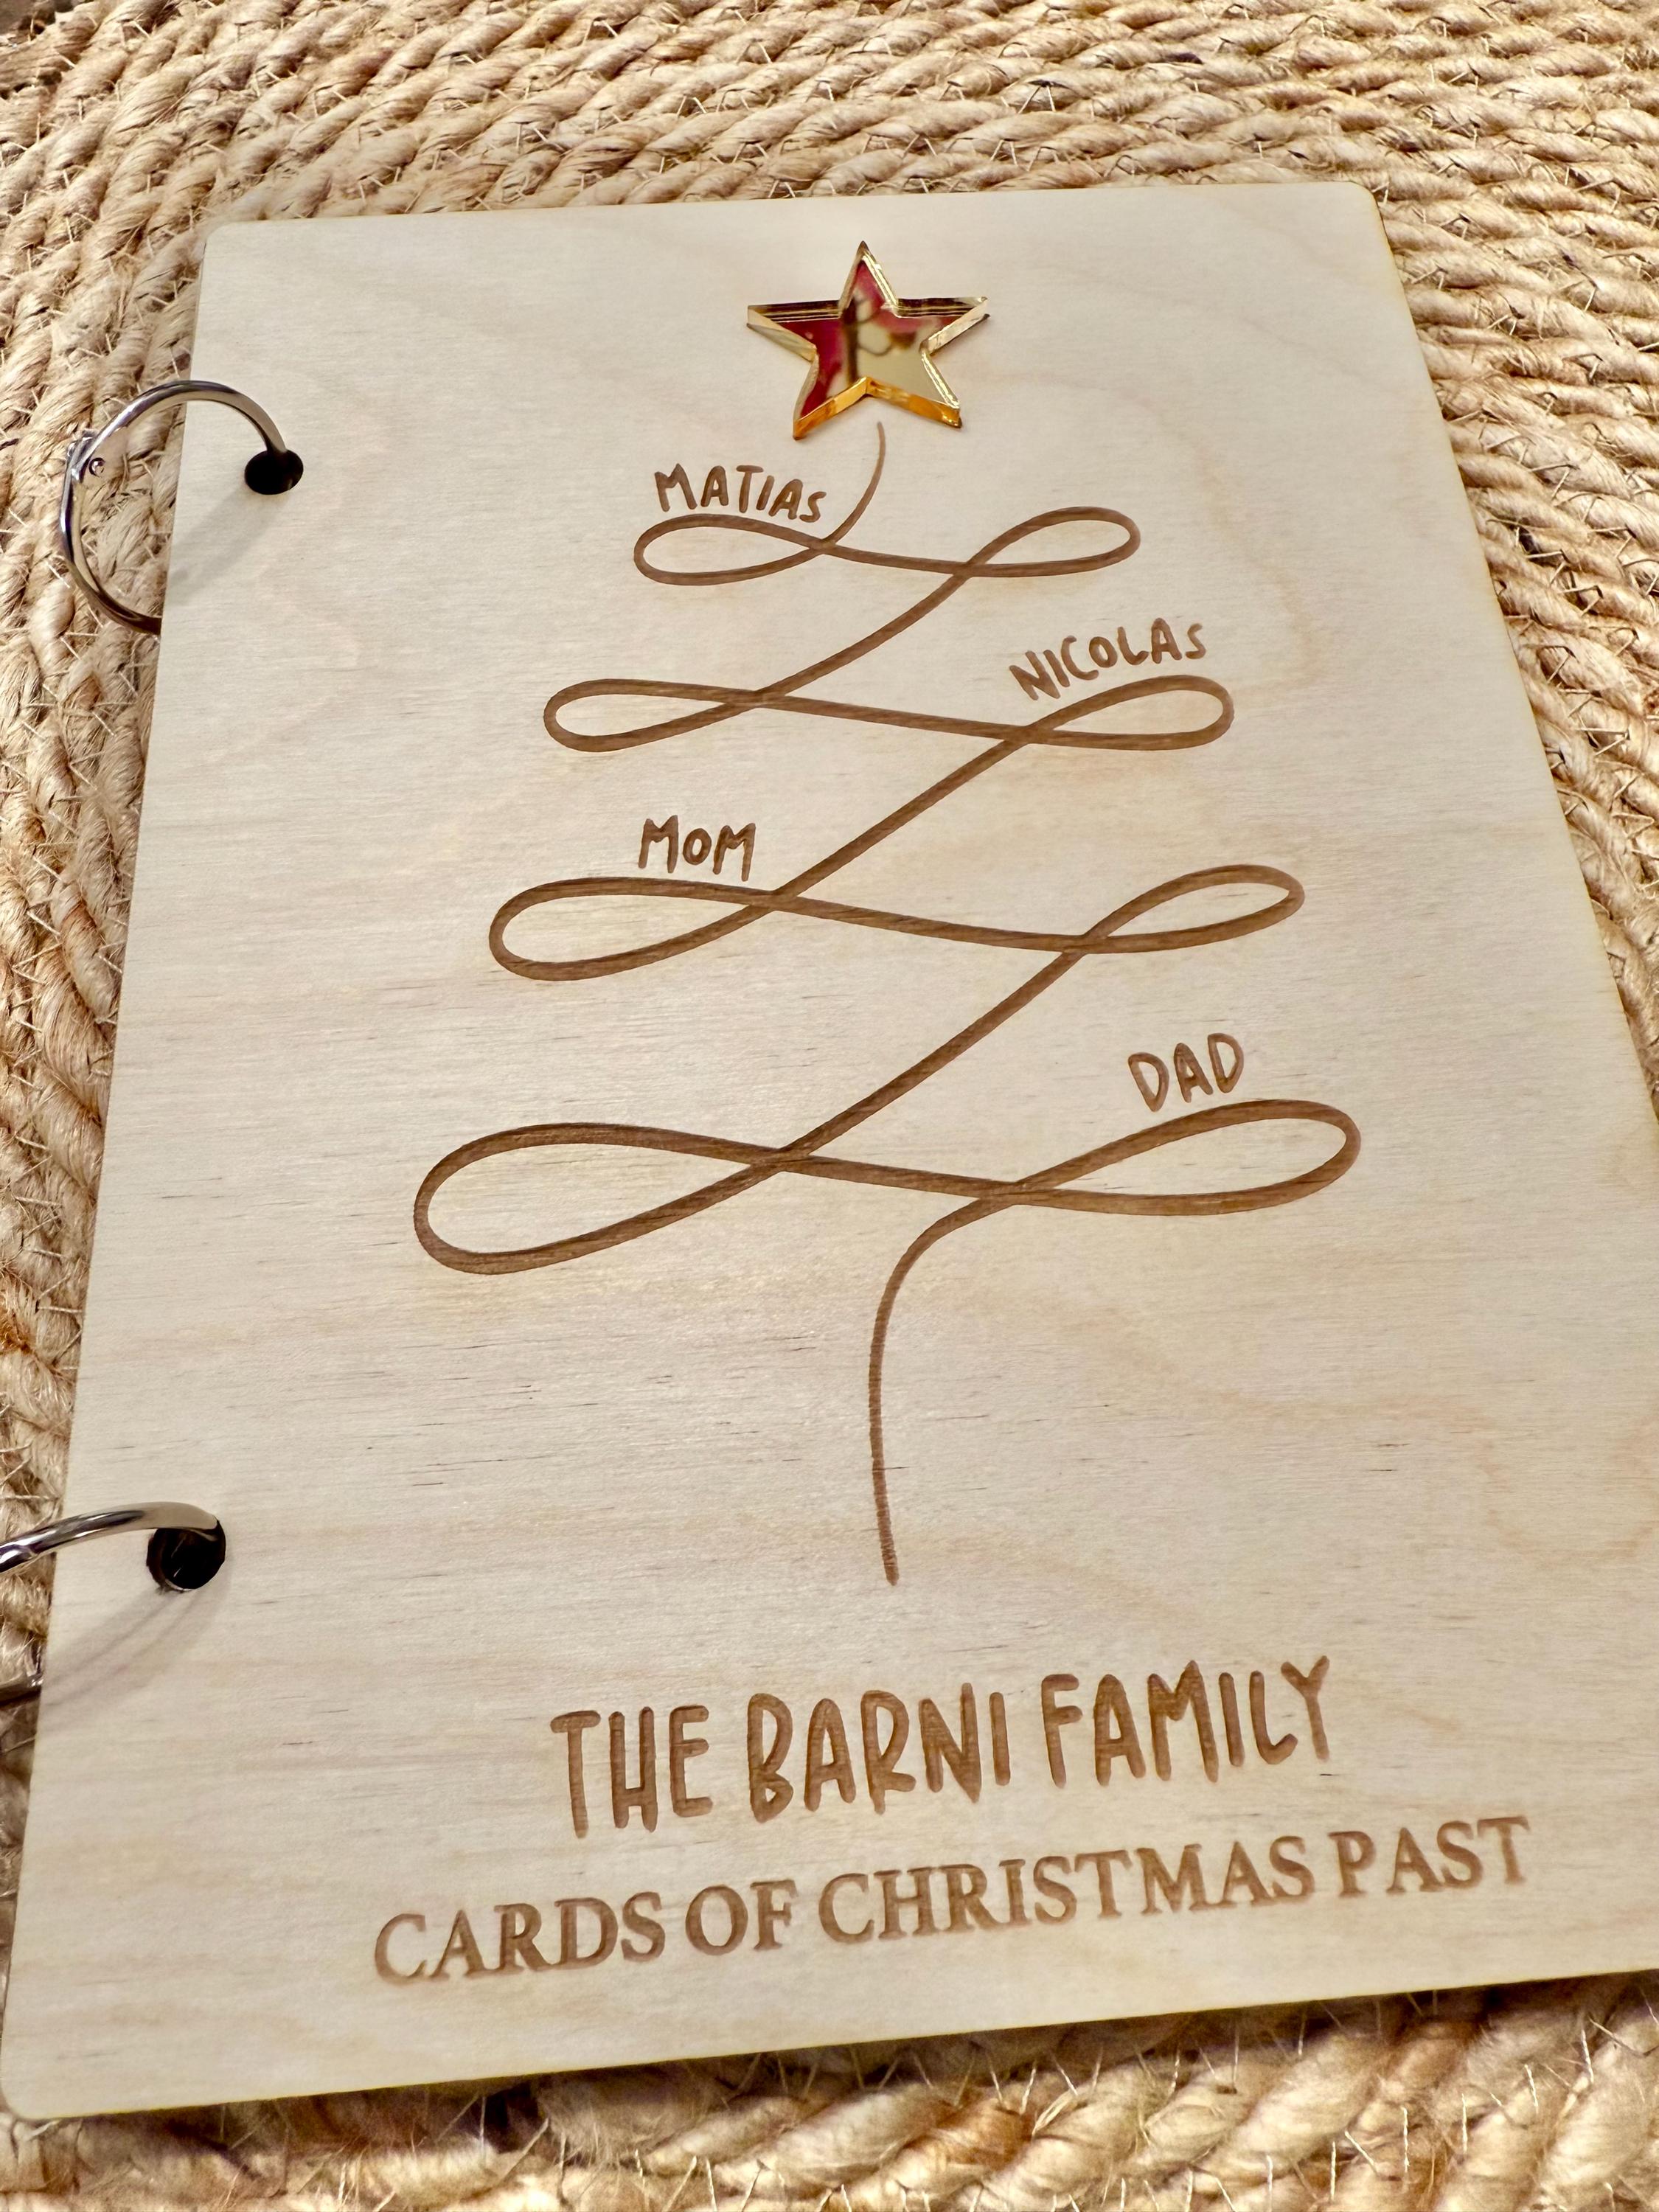 MATIAS
NICOLAS
MOM
DAD
THE BARNI FAMILY
CARDS OF CHRISTMAS PAST